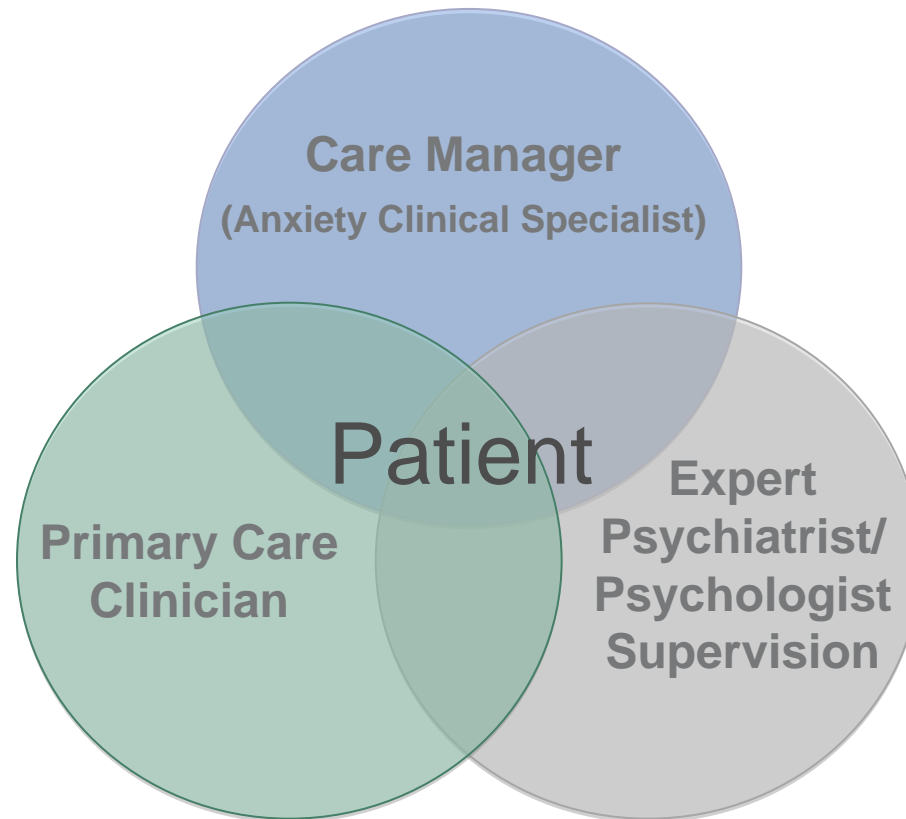 Care Manager
(Anxiety Clinical Specialist)
Patient
Primary Care
Clinician
Expert
Psychiatrist/
Psychologist
Supervision